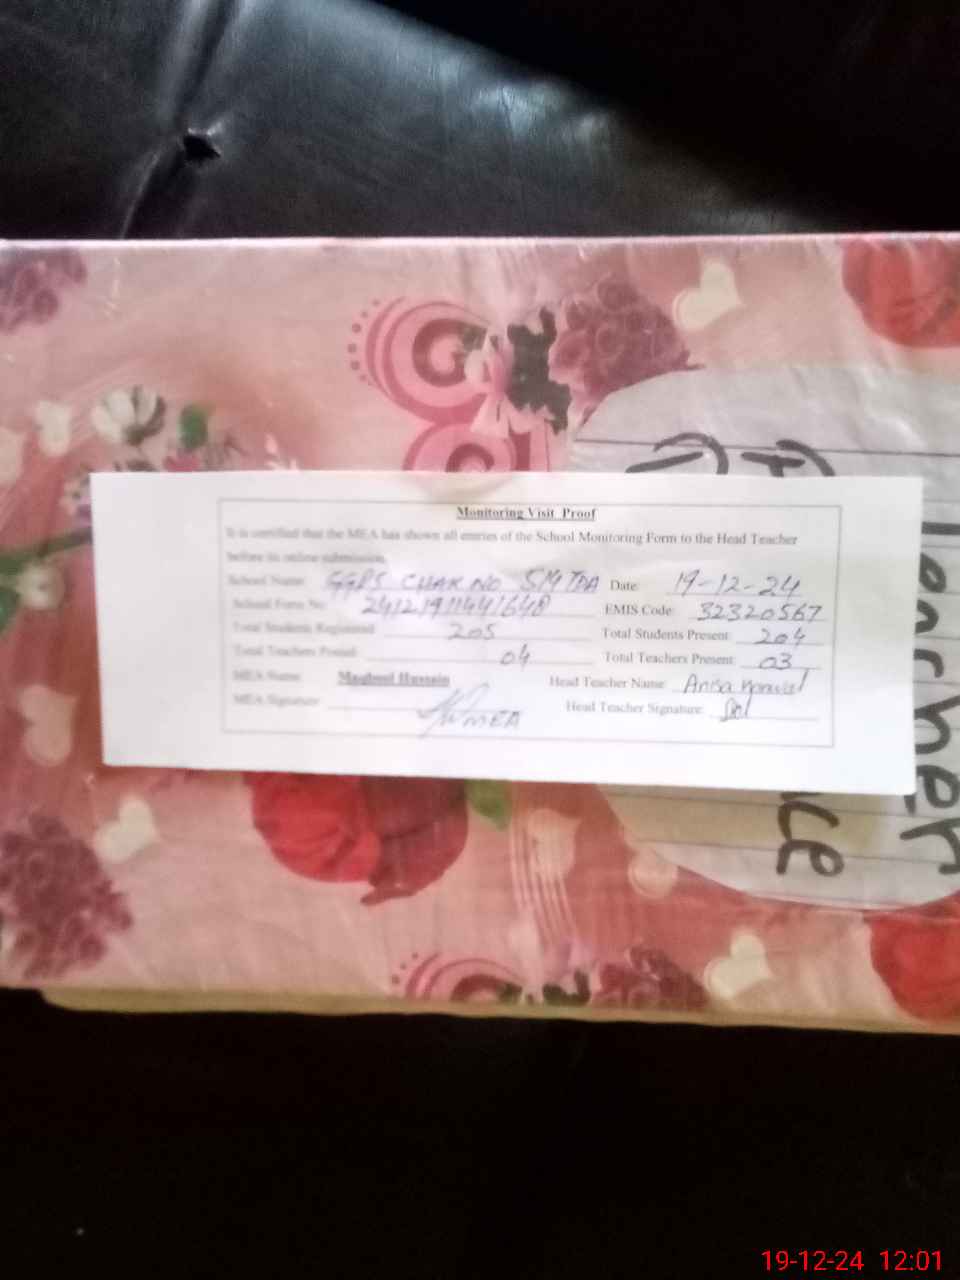 Monitoring Visit Proof
It is certified that the MEA has shown all entries of the School Monitoring Form to the Head Teacher
before its online submission.
School Name: GGPS CHAK NO TDA Date: 19-12-24
School Form No: EMIS Code: 32320567
Total Students Registered: 205 Total Students Present: 204
Total Teachers Posted: 04 Total Teachers Present: 03
MEA Name: Maqbool Hussain Head Teacher Name: Anisa
MEA Signature: MEA Head Teacher Signature:
Teacher
19-12-24 12:01